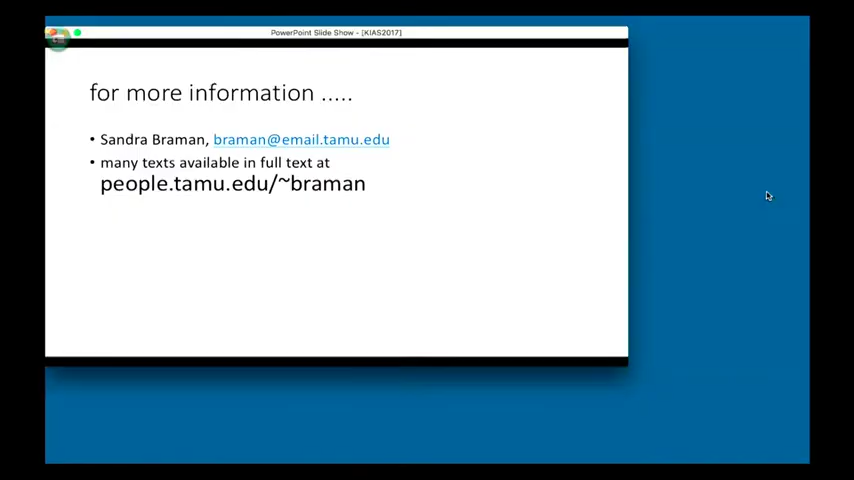 PowerPoint Slide Show - [KIAS2017]
for more information .....
• Sandra Braman, braman@email.tamu.edu
• many texts available in full text at
people.tamu.edu/~braman